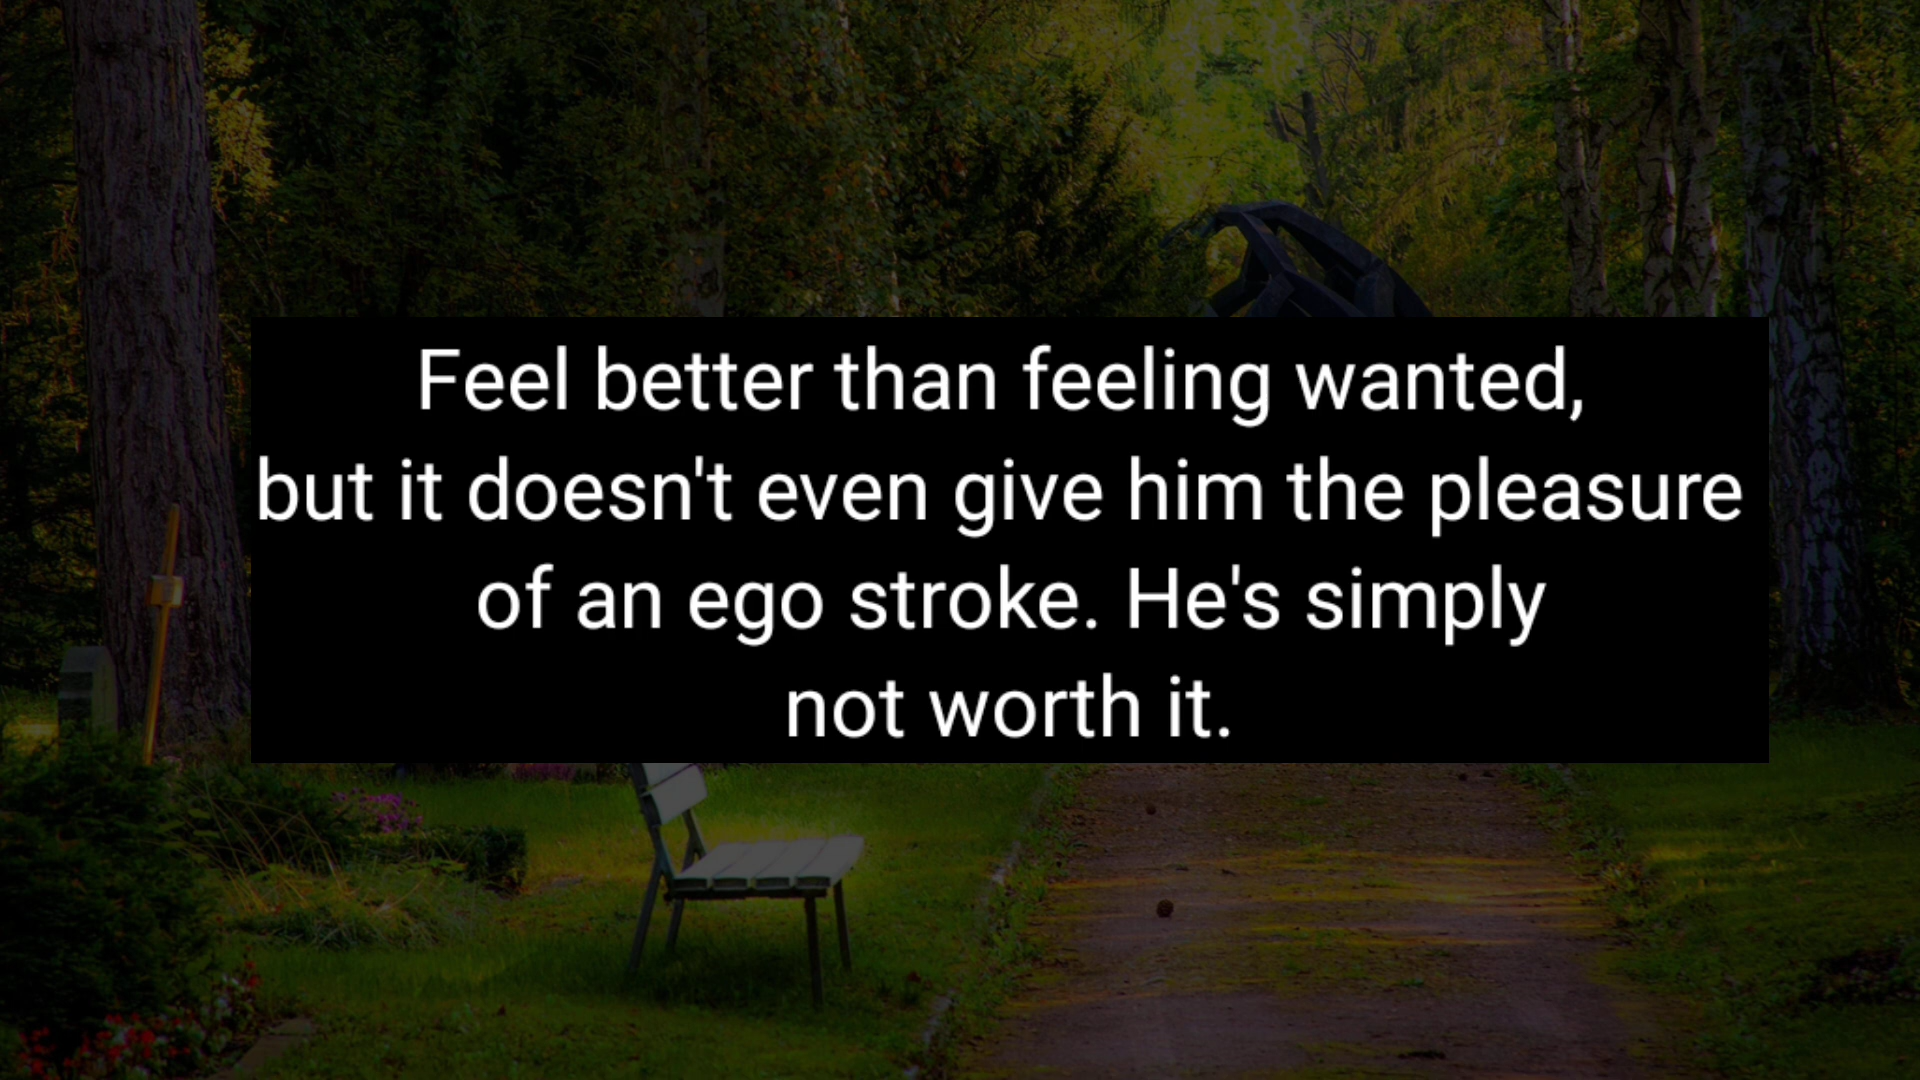 Feel better than feeling wanted,
but it doesn't even give him the pleasure
of an ego stroke. He's simply
not worth it.